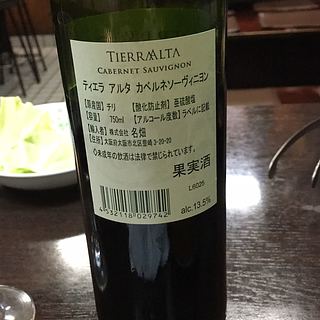 TIERRA ALTA
CABERNET SAUVIGNON
ティエラ アルタ カベルネソーヴィニヨン
【原産国】チリ 【酸化防止剤】亜硫酸塩
【容量】 750ml 【アルコール度数】ラベルに記載
【輸入者】株式会社 名畑
【住所】大阪府大阪市北区豊崎3-20-20
◇未成年の飲酒は法律で禁じられています。
果実酒
L6025
4532118029742
alc.13.5%